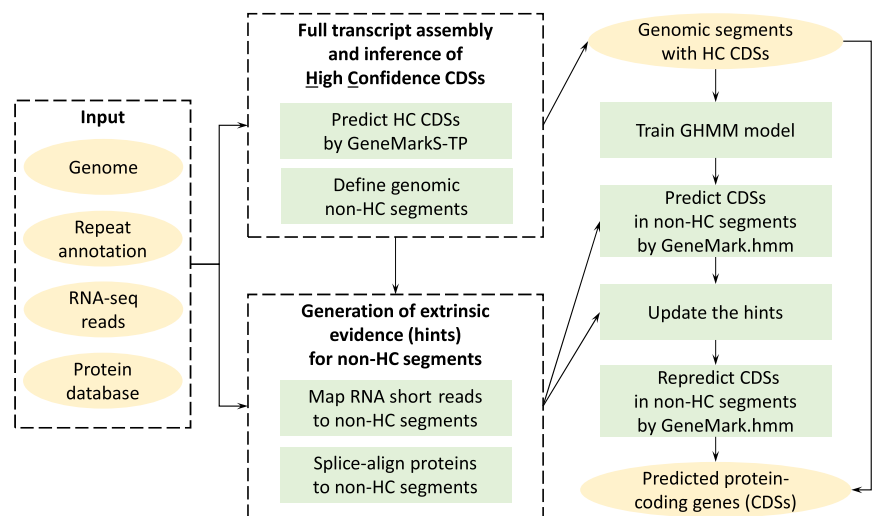 Input
Genome
Repeat
annotation
RNA-seq
reads
Protein
database
Full transcript assembly
and inference of
High Confidence CDSs
Predict HC CDSs
by GeneMarkS-TP
Define genomic
non-HC segments
Generation of extrinsic
evidence (hints)
for non-HC segments
Map RNA short reads
to non-HC segments
Splice-align proteins
to non-HC segments
Genomic segments
with HC CDSs
Train GHMM model
Predict CDSs
in non-HC segments
by GeneMark.hmm
Update the hints
Repredict CDSs
in non-HC segments
by GeneMark.hmm
Predicted protein-
coding genes (CDSs)